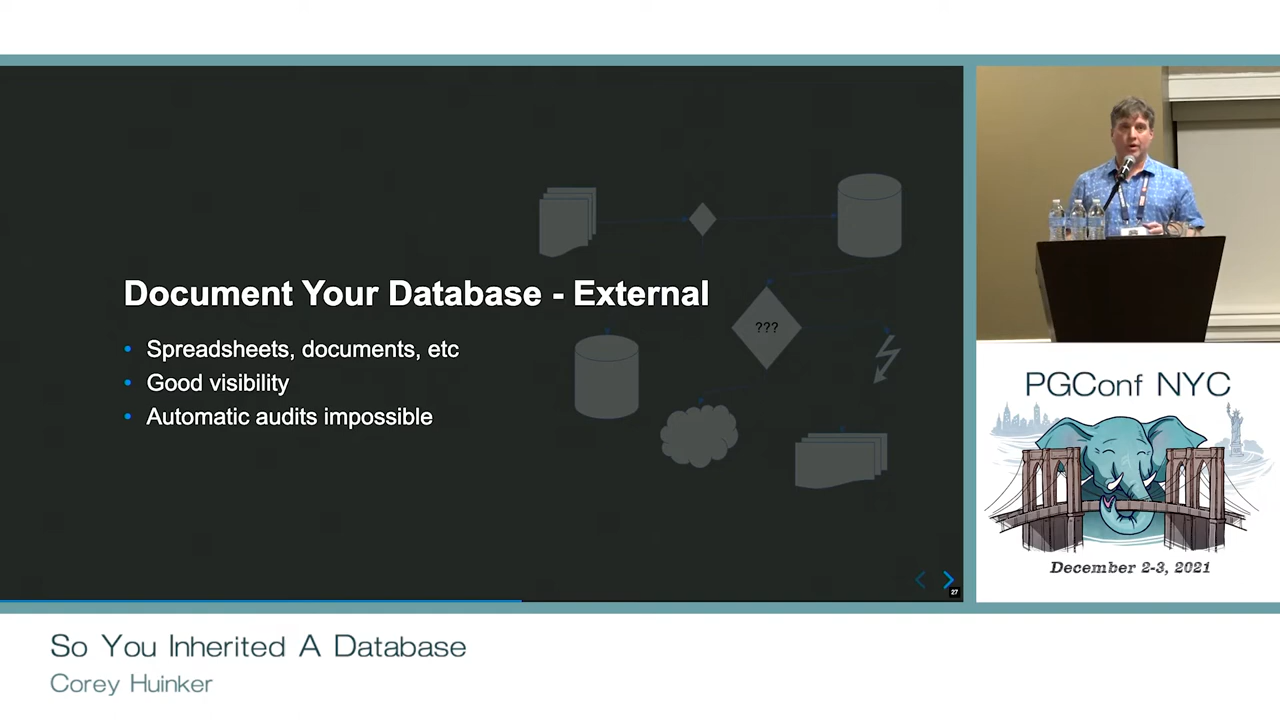 Document Your Database - External
• Spreadsheets, documents, etc
• Good visibility
• Automatic audits impossible
???
27
PGConf NYC
December 2-3, 2021
So You Inherited A Database
Corey Huinker